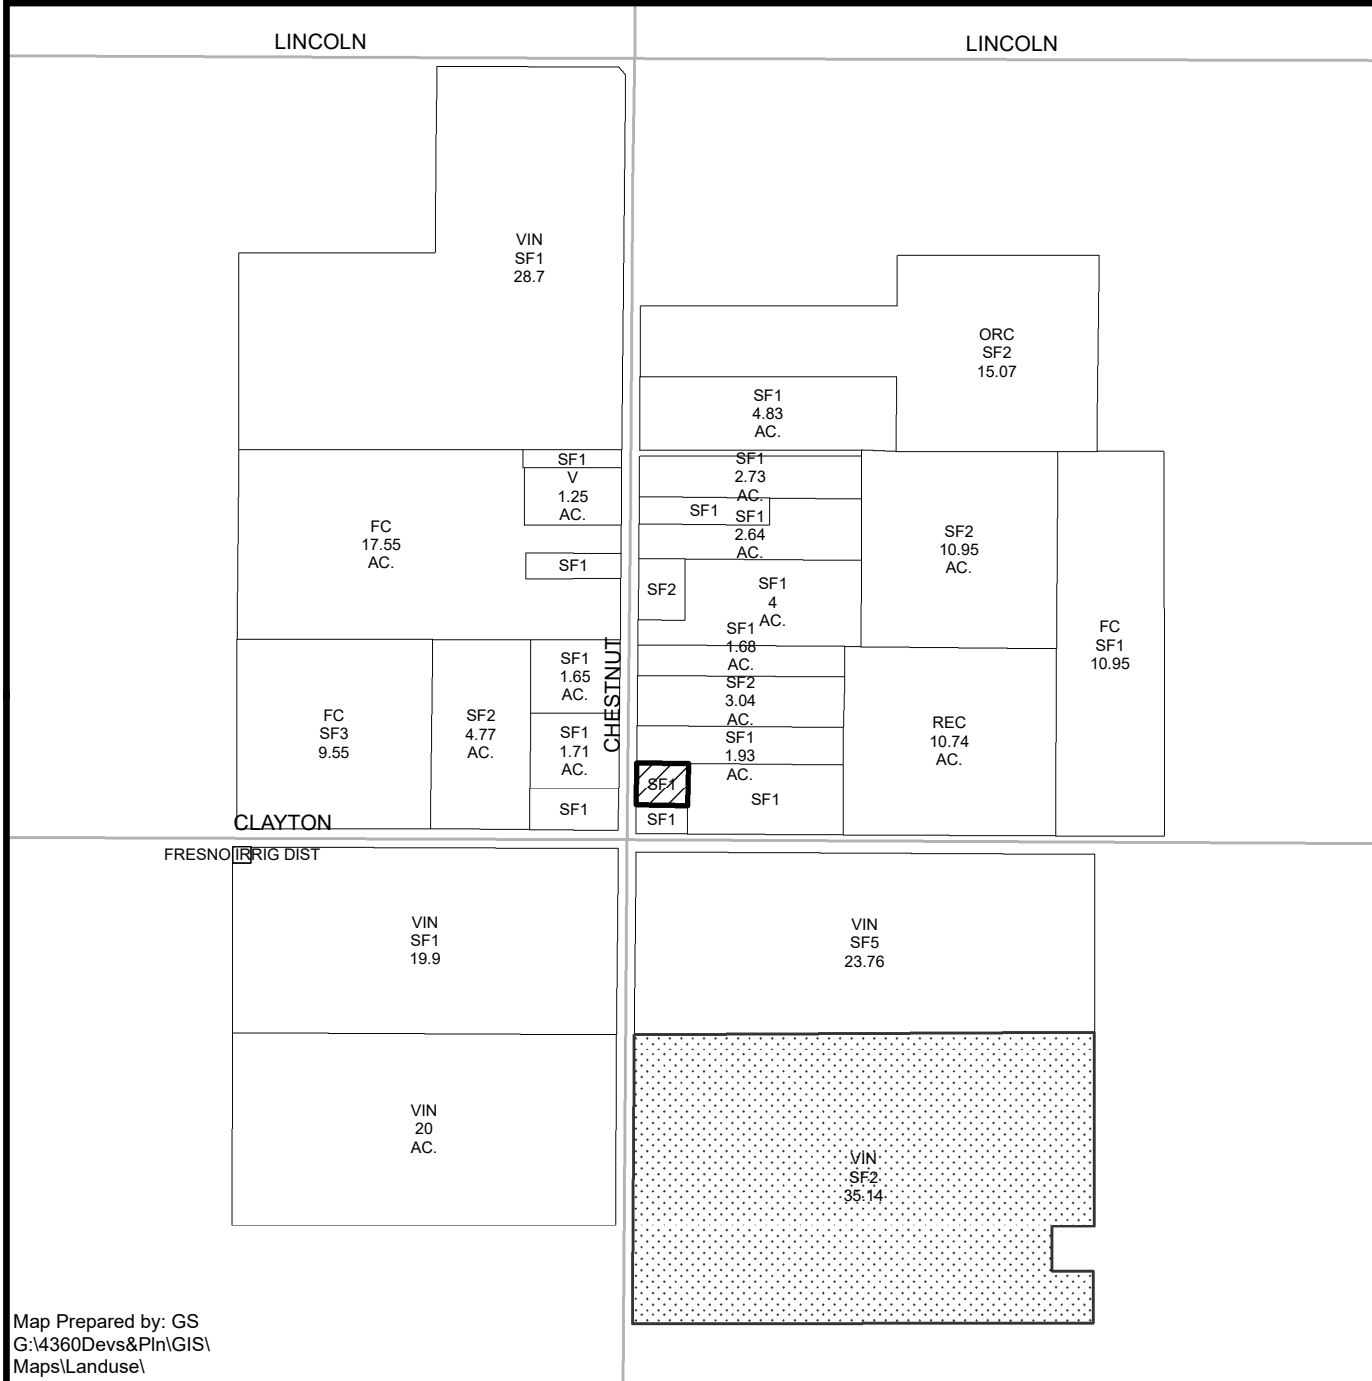 LINCOLN
LINCOLN
VIN
SF1
28.7
ORC
SF2
15.07
SF1
4.83
AC.
SF1
V
1.25
AC.
SF1
2.73
AC.
SF1
SF1
2.64
AC.
FC
17.55
AC.
SF1
SF2
10.95
AC.
SF2
SF1
4
AC.
FC
SF1
10.95
SF1
1.68
AC.
CHESTNUT
SF1
1.65
AC.
SF2
3.04
AC.
FC
SF3
9.55
SF2
4.77
AC.
SF1
1.71
AC.
SF1
1.93
AC.
REC
10.74
AC.
SF1
SF1
SF1
SF1
CLAYTON
FRESNO IRRIG DIST
VIN
SF1
19.9
VIN
SF5
23.76
VIN
20
AC.
VIN
SF2
35.14
Map Prepared by: GS
G:\4360Devs&Pln\GIS\
Maps\Landuse\